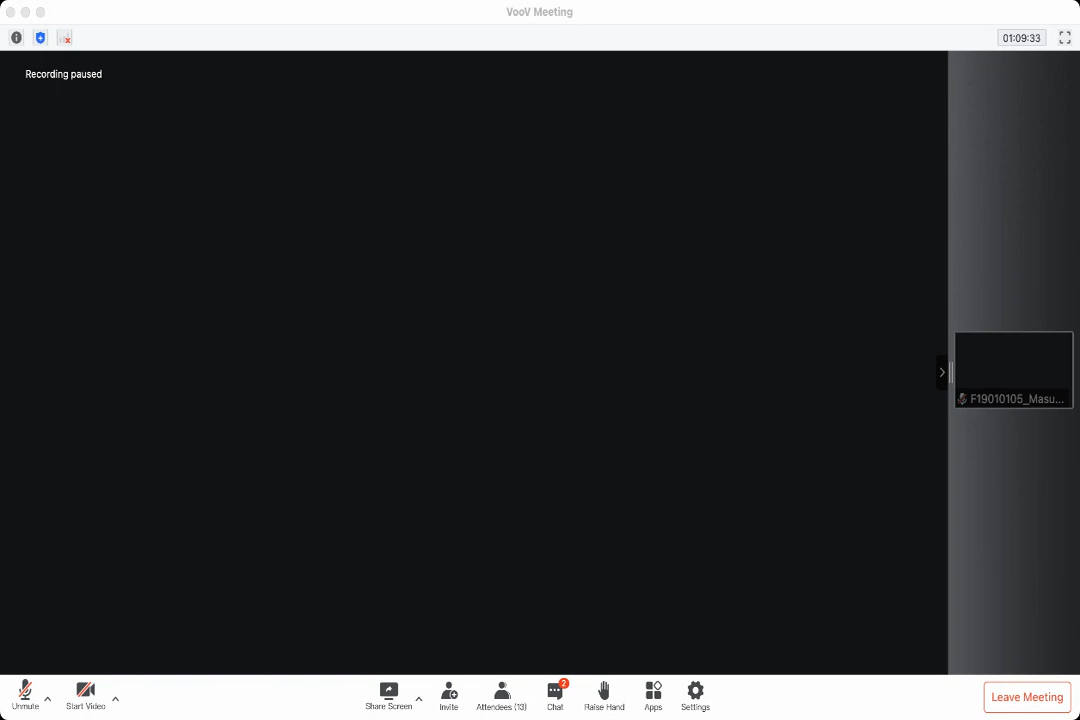 VooV Meeting
01:09:33
Recording paused
F19010105_Masu...
Unmute
Start Video
Share Screen
Invite
Attendees (13)
2
Chat
Raise Hand
Apps
Settings
Leave Meeting